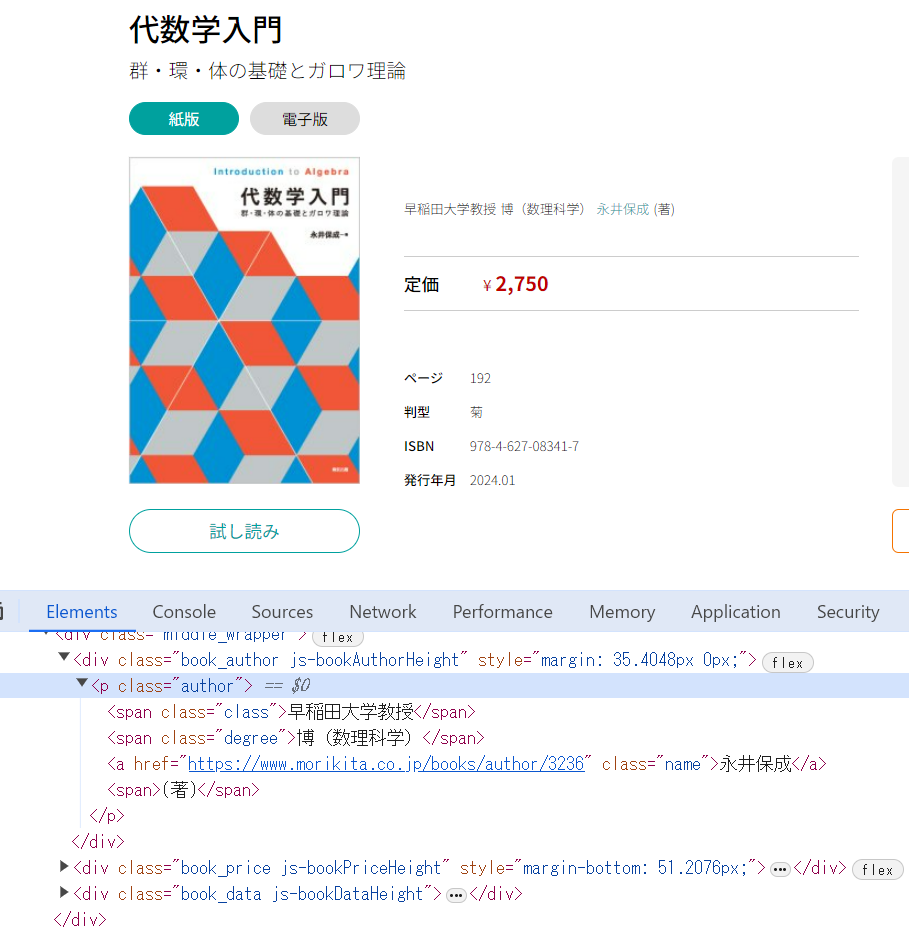 代数学入門
群・環・体の基礎とガロワ理論
紙版 電子版
Introduction to Algebra
代数学入門
群・環・体の基礎とガロワ理論
永井保成
早稲田大学教授 博（数理科学） 永井保成 (著)
定価 ¥ 2,750
ページ 192
判型 菊
ISBN 978-4-627-08341-7
発行年月 2024.01
試し読み
Elements Console Sources Network Performance Memory Application Security
<div class="middle_wrapper"> flex
▼<div class="book_author js-bookAuthorHeight" style="margin: 35.4048px 0px;"> flex
▼<p class="author"> == $0
<span class="class">早稲田大学教授</span>
<span class="degree">博（数理科学）</span>
<a href="https://www.morikita.co.jp/books/author/3236" class="name">永井保成</a>
<span>(著)</span>
</p>
</div>
▶<div class="book_price js-bookPriceHeight" style="margin-bottom: 51.2076px;">…</div> flex
▶<div class="book_data js-bookDataHeight">…</div>
</div>